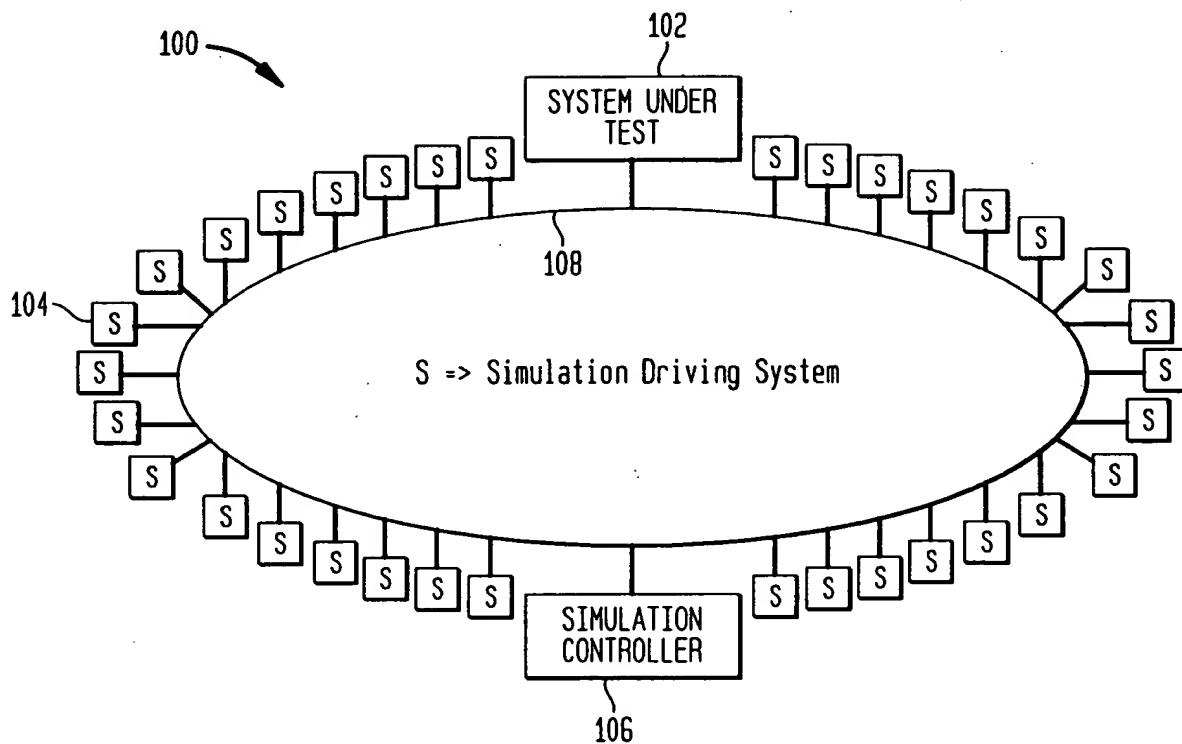 102
100
SYSTEM UNDER
TEST
S S S S S S S S S S S S
108
S S
104
S S
S S => Simulation Driving System S
S S
S S
S S S S S S S S S S S S
SIMULATION
CONTROLLER
106